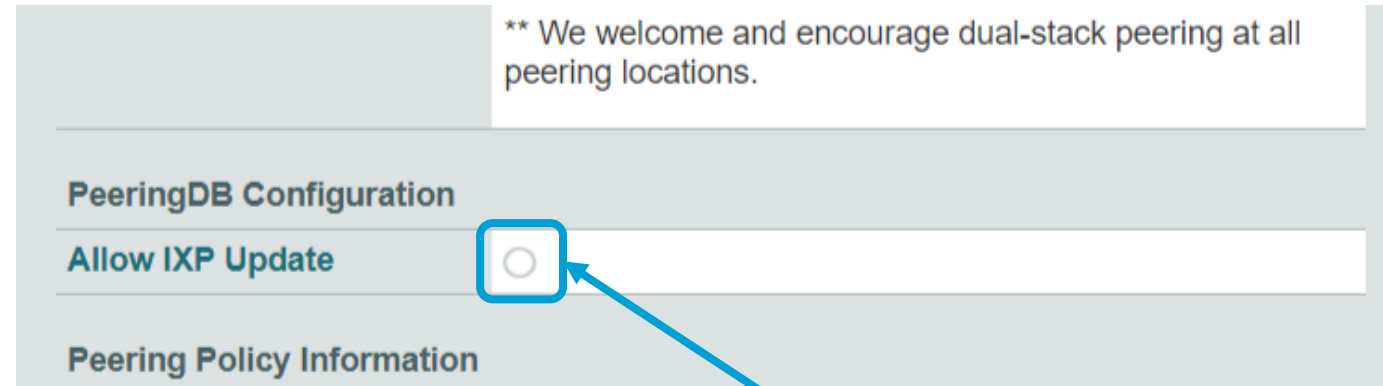 ** We welcome and encourage dual-stack peering at all
peering locations.
PeeringDB Configuration
Allow IXP Update
Peering Policy Information